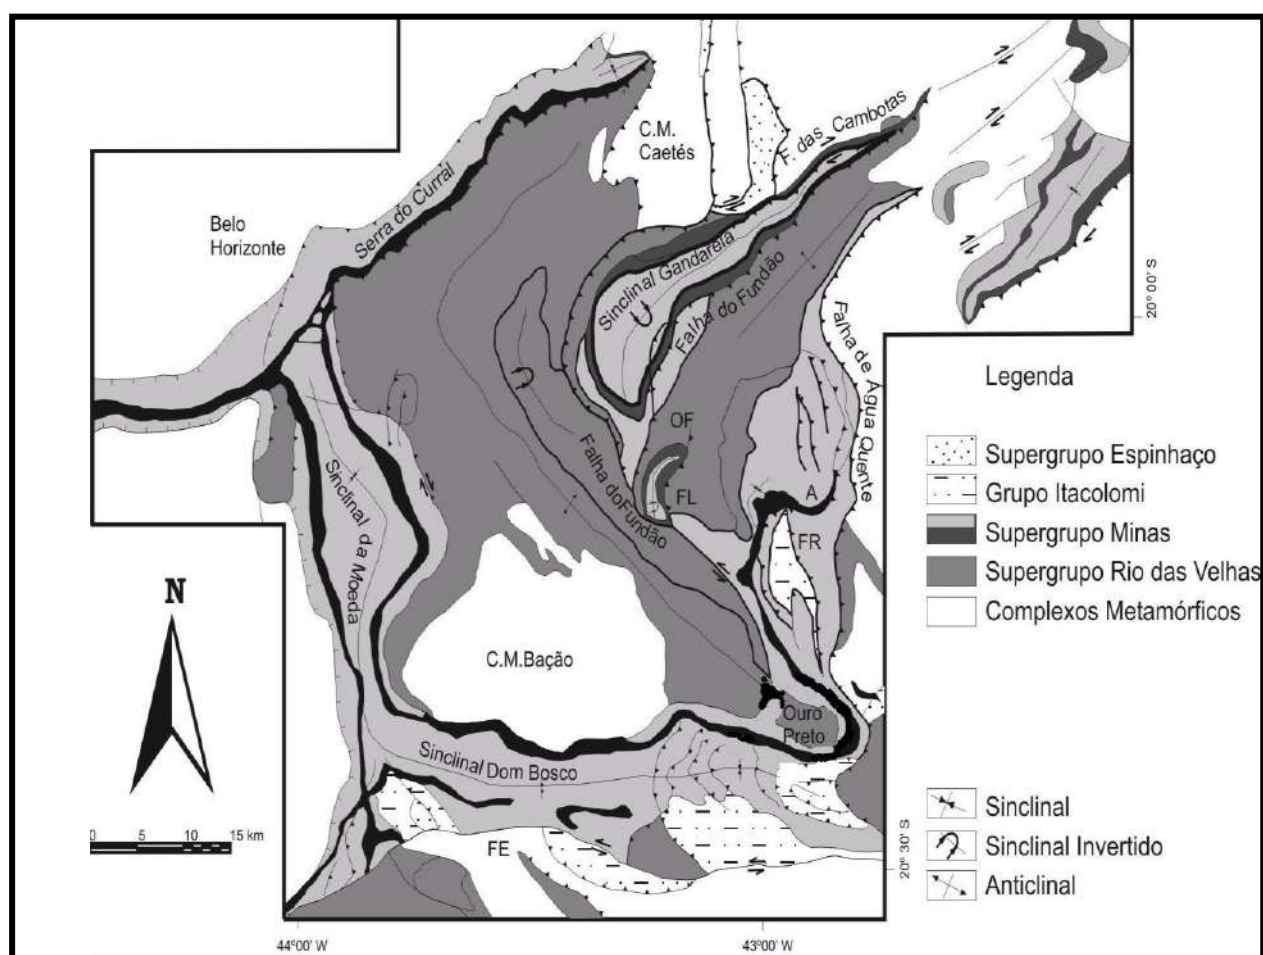 C.M.
Caetés
F. das Cambotas
Belo
Horizonte
Serra do Curral
Sinclinal Gandarela
Falha do Fundão
Falha de Água Quente
20° 00' S
Legenda
Supergrupo Espinhaço
Grupo Itacolomi
Supergrupo Minas
Supergrupo Rio das Velhas
Complexos Metamórficos
OF
FL
A
FR
Sinclinal da Moeda
Falha do Fundão
N
C.M.Bação
Ouro
Preto
Sinclinal Dom Bosco
0 5 10 15 km
FE
20° 30' S
Sinclinal
Sinclinal Invertido
Anticlinal
44°00' W
43°00' W